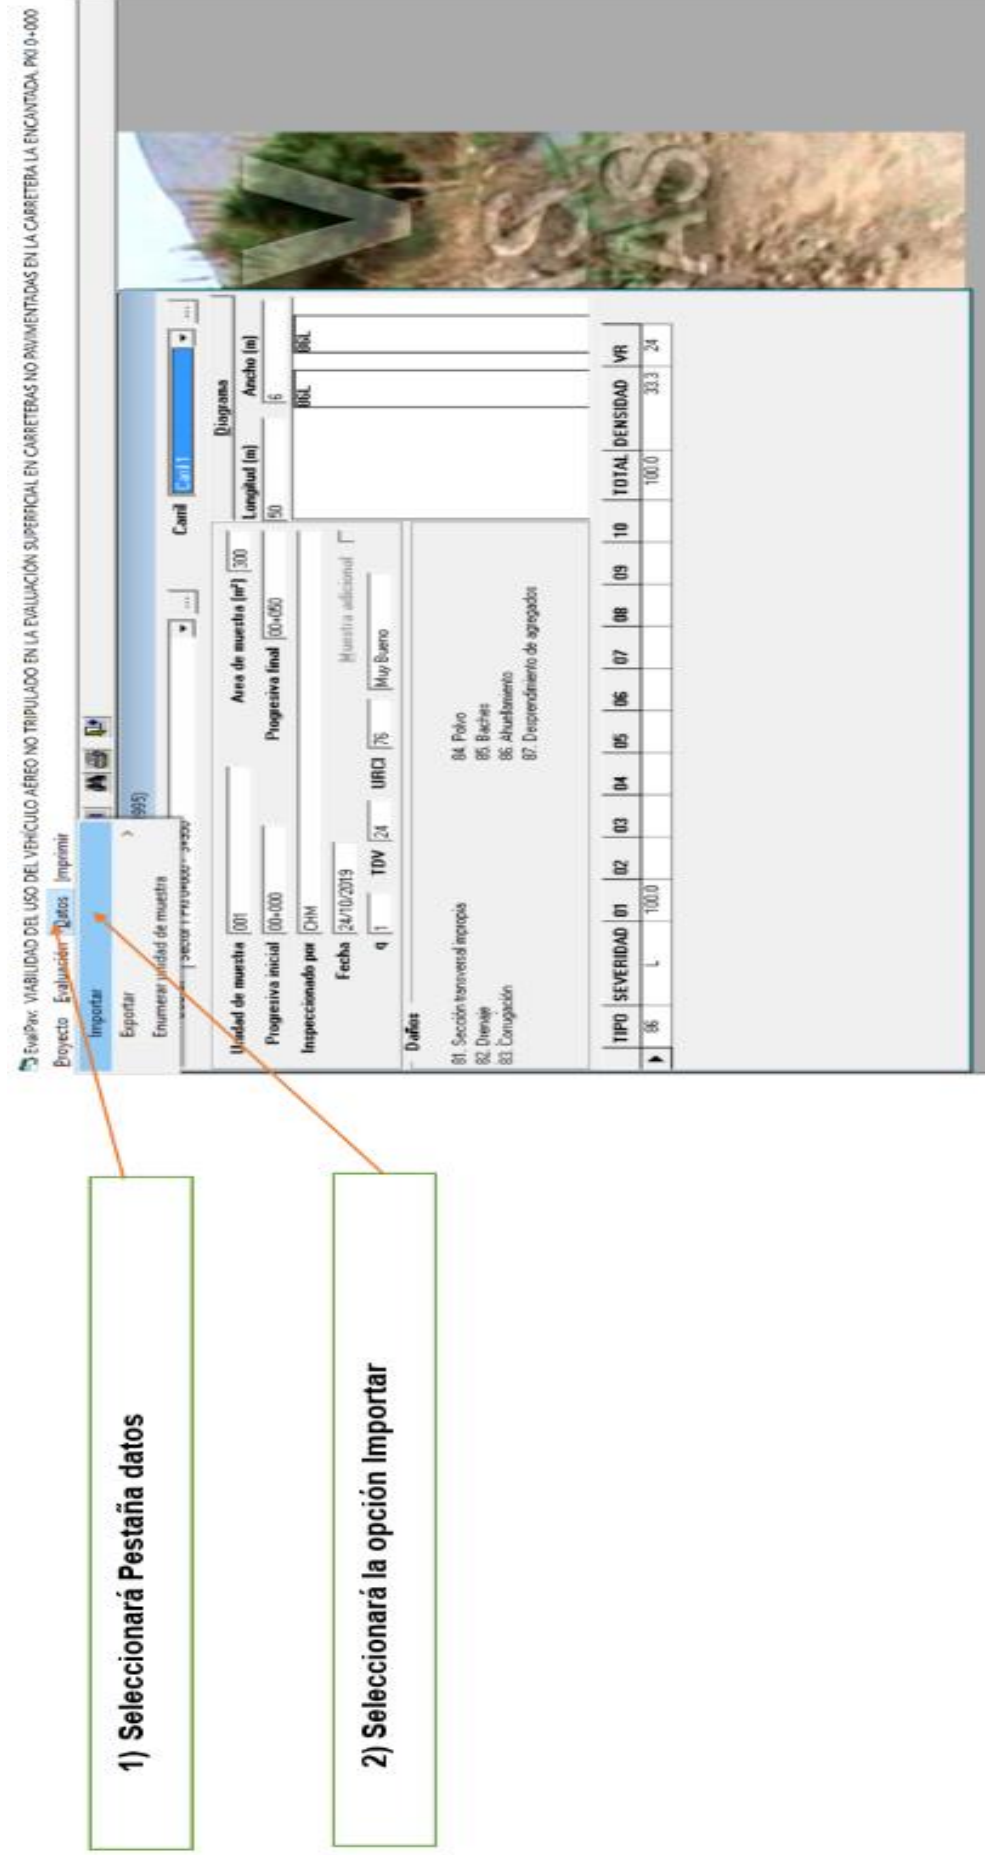 1) Seleccionará Pestaña datos
2) Seleccionará la opción Importar
EvalPav: VIABILIDAD DEL USO DEL VEHÍCULO AÉREO NO TRIPULADO EN LA EVALUACIÓN SUPERFICIAL EN CARRETERAS NO PAVIMENTADAS EN LA CARRETERA LA ENCANTADA. PKI 0+000
Proyecto Evaluación Datos Imprimir
Importar
Exportar
Enumerar unidad de muestra
1995)
Carril Carril 1
Unidad de muestra 001 Area de muestra (m²) 300
Progresiva inicial 00+000 Progresiva final 00+050
Inspeccionado por CHM
Fecha 24/10/2019 Muestra adicional
q 1 TDV 24 URCI 76 Muy Bueno
Diagrama
Longitud (m) Ancho (m)
50 6
86L 86L
Daños
81. Sección transversal impropia
82. Drenaje
83. Corrugación
84. Polvo
85. Baches
86. Ahuellamiento
87. Desprendimiento de agregados
TIPO SEVERIDAD 01 02 03 04 05 06 07 08 09 10 TOTAL DENSIDAD VR
86 L 100.0 100.0 33.3 24